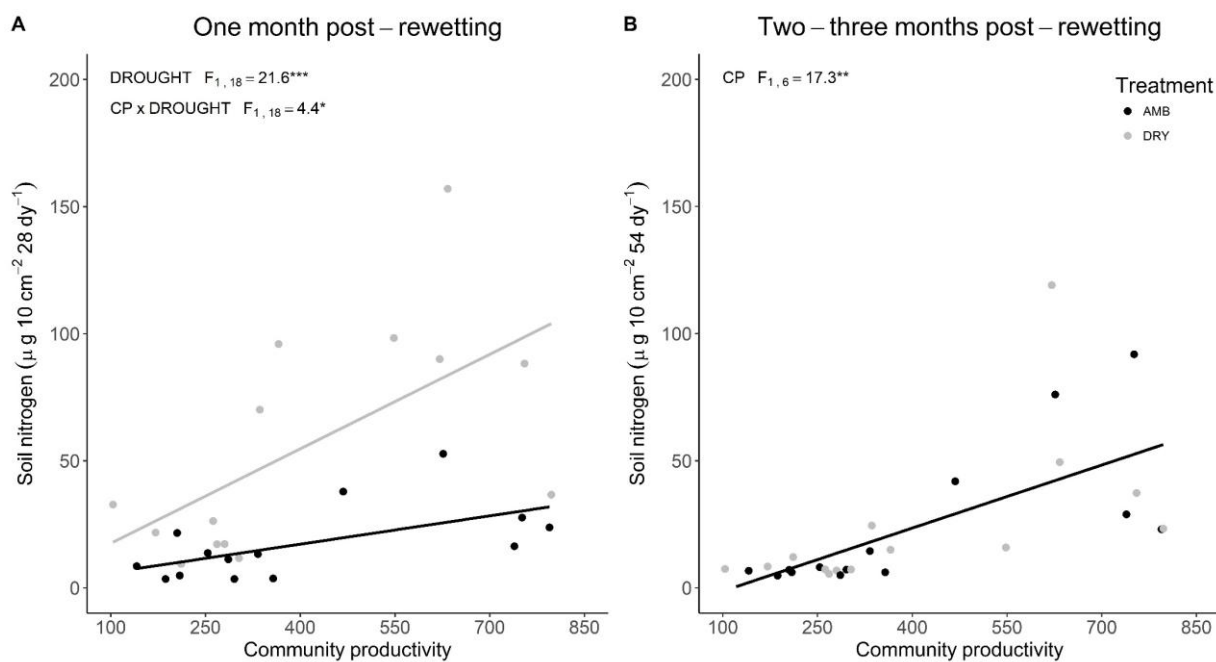 A
One month post – rewetting
DROUGHT F1, 18 = 21.6***
CP x DROUGHT F1, 18 = 4.4*
Soil nitrogen (μ g 10 cm−2 28 dy−1)
200
150
100
50
0
100 250 400 550 700 850
Community productivity
B
Two – three months post – rewetting
CP F1, 6 = 17.3**
Treatment
AMB
DRY
Soil nitrogen (μ g 10 cm−2 54 dy−1)
200
150
100
50
0
100 250 400 550 700 850
Community productivity